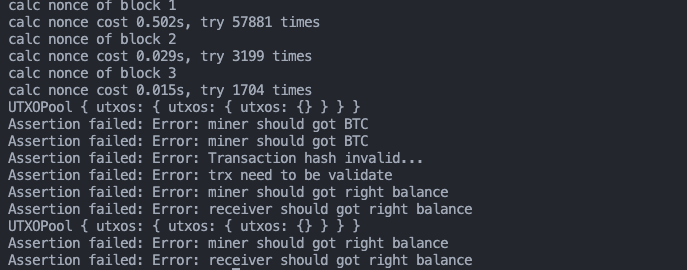 calc nonce of block 1
calc nonce cost 0.502s, try 57881 times
calc nonce of block 2
calc nonce cost 0.029s, try 3199 times
calc nonce of block 3
calc nonce cost 0.015s, try 1704 times
UTXOPool { utxos: { utxos: { utxos: {} } } }
Assertion failed: Error: miner should got BTC
Assertion failed: Error: miner should got BTC
Assertion failed: Error: Transaction hash invalid...
Assertion failed: Error: trx need to be validate
Assertion failed: Error: miner should got right balance
Assertion failed: Error: receiver should got right balance
UTXOPool { utxos: { utxos: { utxos: {} } } }
Assertion failed: Error: miner should got right balance
Assertion failed: Error: receiver should got right balance